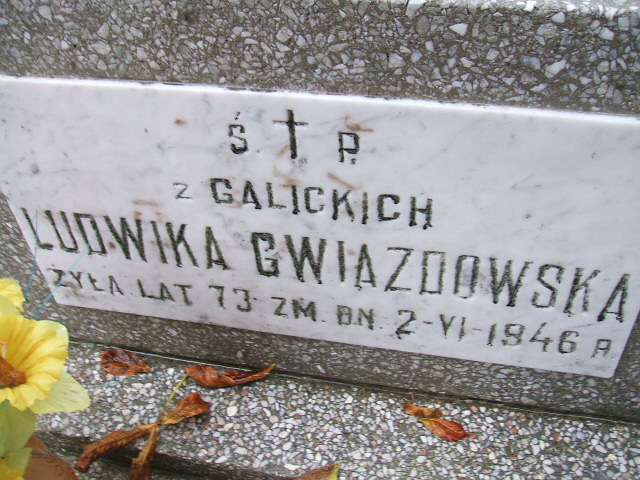 Ś † P.
z GALICKICH
LUDWIKA GWIAZDOWSKA
ŻYŁA LAT 73 ZM. DN. 2-VI-1946 R.